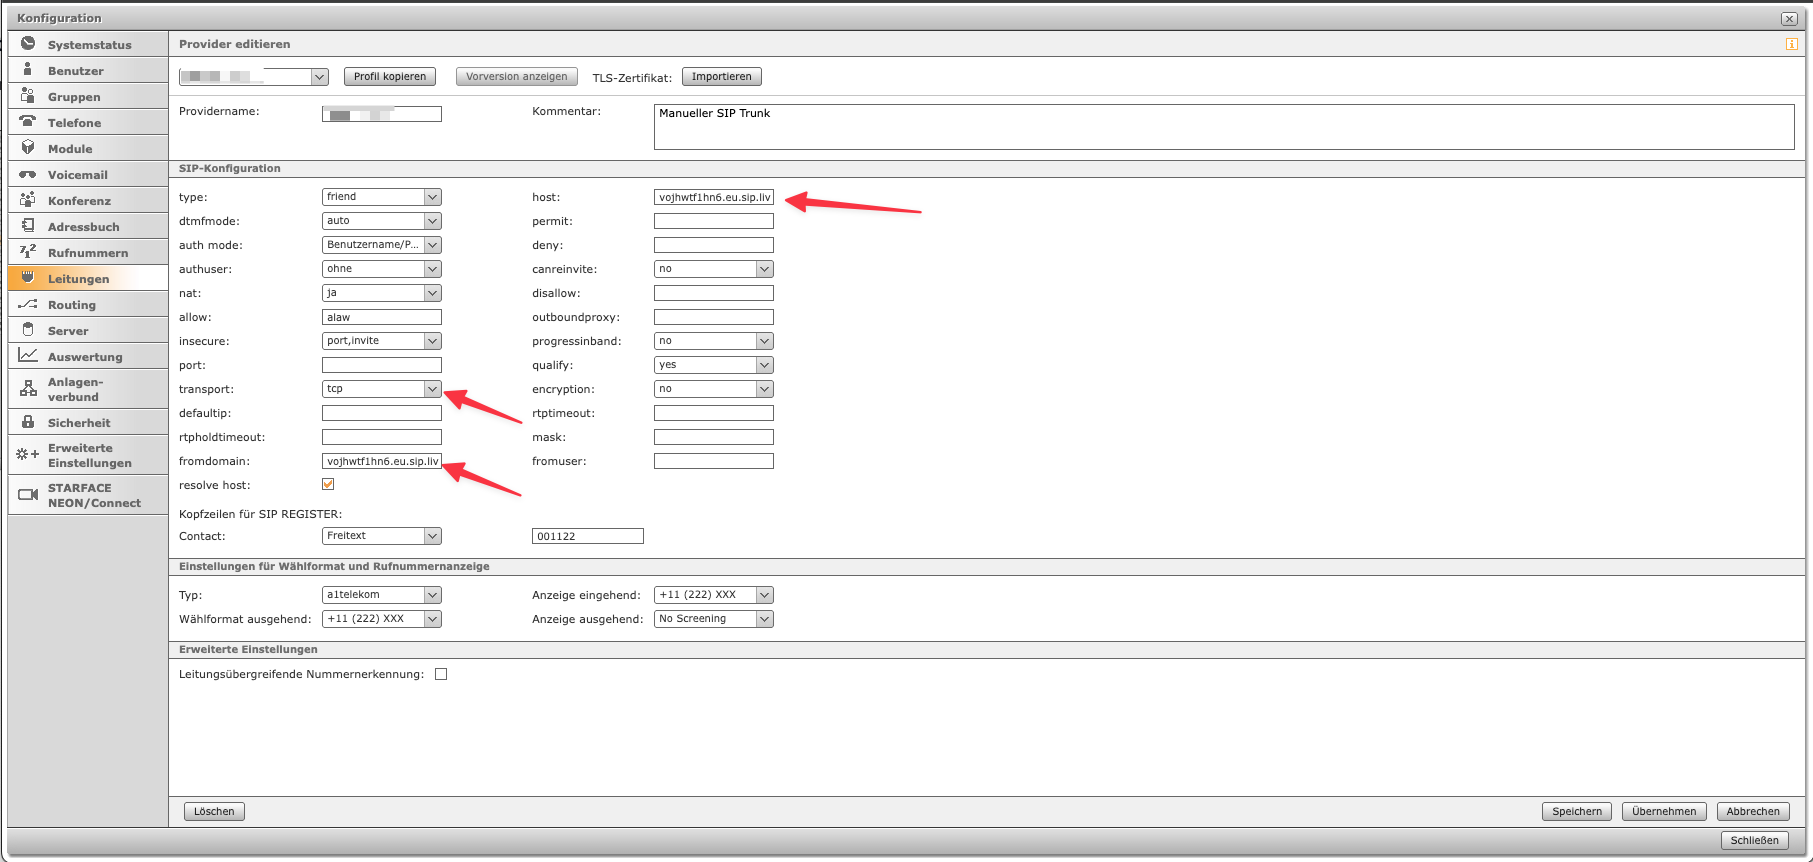 Konfiguration
Systemstatus
Benutzer
Gruppen
Telefone
Module
Voicemail
Konferenz
Adressbuch
Rufnummern
Leitungen
Routing
Server
Auswertung
Anlagen-
verbund
Sicherheit
Erweiterte
Einstellungen
STARFACE
NEON/Connect
Provider editieren
Profil kopieren Vorversion anzeigen TLS-Zertifikat: Importieren
Providername: Kommentar: Manueller SIP Trunk
SIP-Konfiguration
type: friend host: vojhwtf1hn6.eu.sip.liv
dtmfmode: auto permit:
auth mode: Benutzername/P... deny:
authuser: ohne canreinvite: no
nat: ja disallow:
allow: alaw outboundproxy:
insecure: port,invite progressinband: no
port: qualify: yes
transport: tcp encryption: no
defaultip: rtptimeout:
rtpholdtimeout: mask:
fromdomain: vojhwtf1hn6.eu.sip.liv fromuser:
resolve host:
Kopfzeilen für SIP REGISTER:
Contact: Freitext 001122
Einstellungen für Wählformat und Rufnummernanzeige
Typ: a1telekom Anzeige eingehend: +11 (222) XXX
Wählformat ausgehend: +11 (222) XXX Anzeige ausgehend: No Screening
Erweiterte Einstellungen
Leitungsübergreifende Nummernerkennung:
Löschen Speichern Übernehmen Abbrechen
Schließen